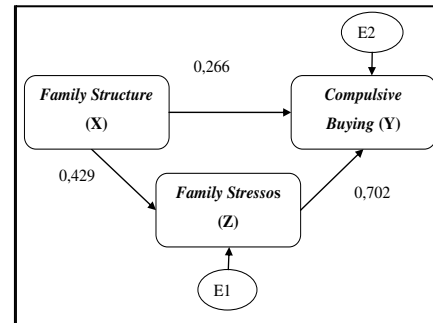 E2
0,266
Family Structure
(X)
Compulsive
Buying (Y)
0,429
Family Stressos
(Z)
0,702
E1